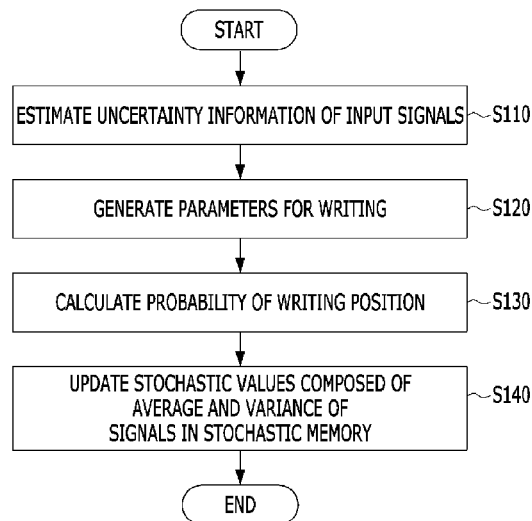 START
ESTIMATE UNCERTAINTY INFORMATION OF INPUT SIGNALS
S110
GENERATE PARAMETERS FOR WRITING
S120
CALCULATE PROBABILITY OF WRITING POSITION
S130
UPDATE STOCHASTIC VALUES COMPOSED OF
AVERAGE AND VARIANCE OF
SIGNALS IN STOCHASTIC MEMORY
S140
END